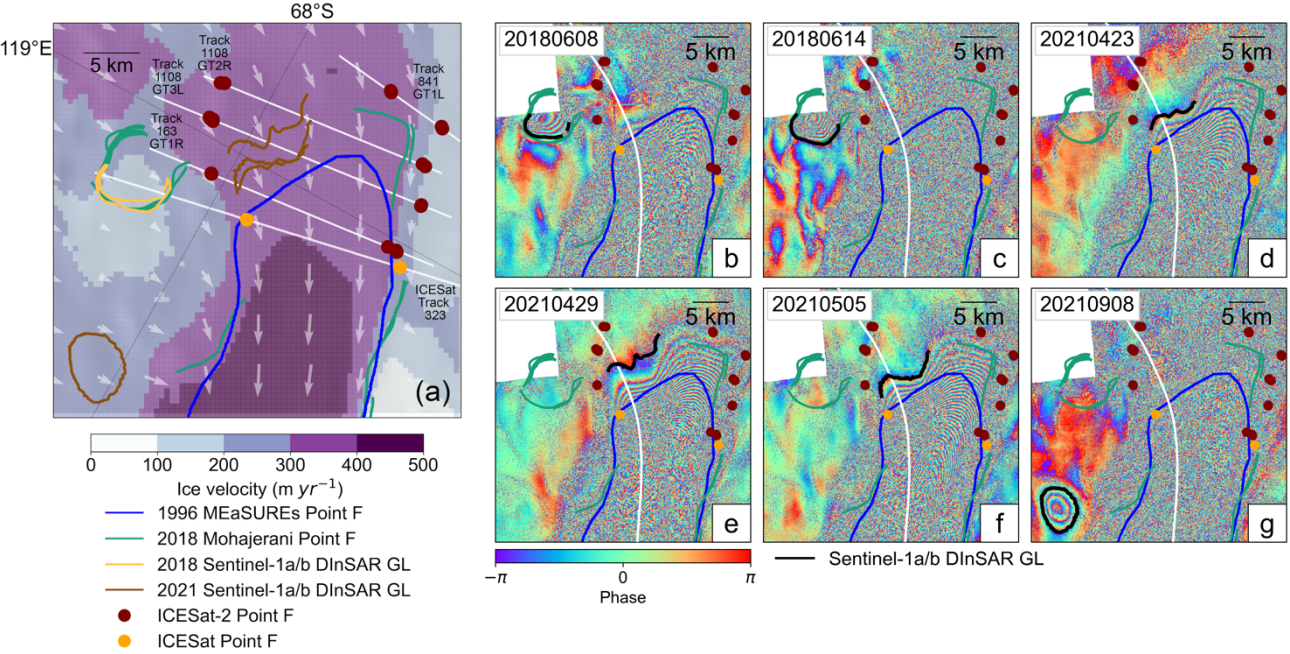 68°S
119°E
5 km
Track
1108
GT2R
Track
1108
GT3L
Track
163
GT1R
Track
841
GT1L
ICESat
Track
323
(a)
0 100 200 300 400 500
Ice velocity (m yr⁻¹)
1996 MEaSUREs Point F
2018 Mohajerani Point F
2018 Sentinel-1a/b DInSAR GL
2021 Sentinel-1a/b DInSAR GL
ICESat-2 Point F
ICESat Point F
20180608
5 km
b
20180614
5 km
c
20210423
5 km
d
20210429
5 km
e
20210505
5 km
f
20210908
5 km
g
−π 0 π
Phase
Sentinel-1a/b DInSAR GL